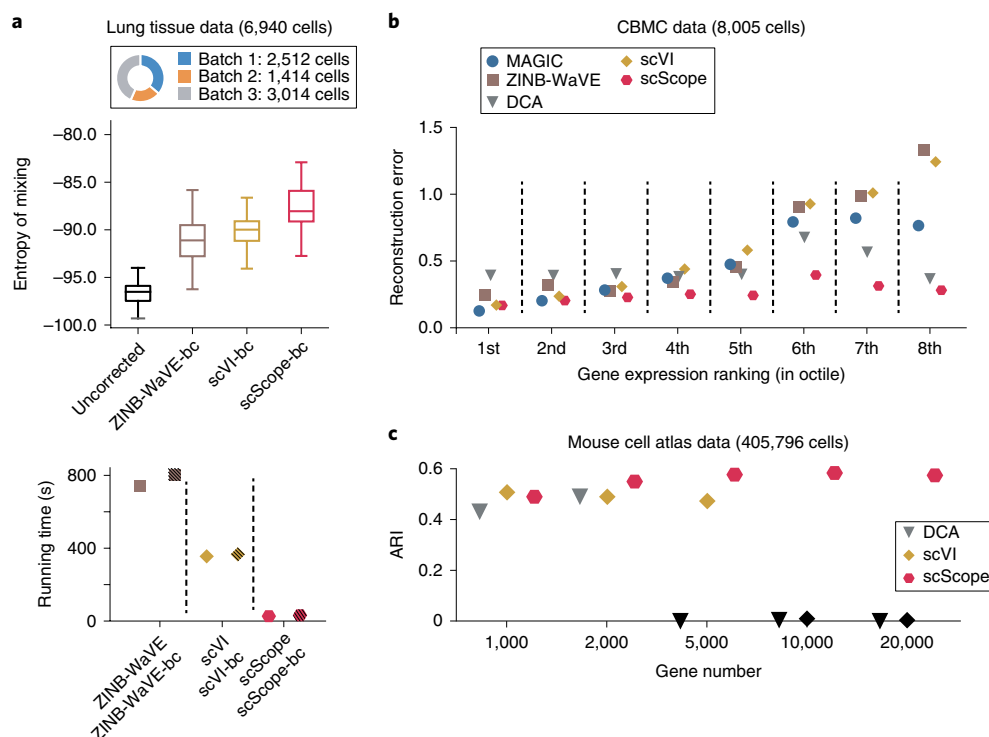 a
Lung tissue data (6,940 cells)
Batch 1: 2,512 cells
Batch 2: 1,414 cells
Batch 3: 3,014 cells
Entropy of mixing
−80.0
−85.0
−90.0
−95.0
−100.0
Uncorrected
ZINB-WaVE-bc
scVI-bc
scScope-bc
Running time (s)
800
400
0
ZINB-WaVE
ZINB-WaVE-bc
scVI
scVI-bc
scScope
scScope-bc
b
CBMC data (8,005 cells)
MAGIC
ZINB-WaVE
DCA
scVI
scScope
Reconstruction error
1.5
1.0
0.5
0.0
1st 2nd 3rd 4th 5th 6th 7th 8th
Gene expression ranking (in octile)
c
Mouse cell atlas data (405,796 cells)
ARI
0.6
0.4
0.2
0
DCA
scVI
scScope
1,000 2,000 5,000 10,000 20,000
Gene number